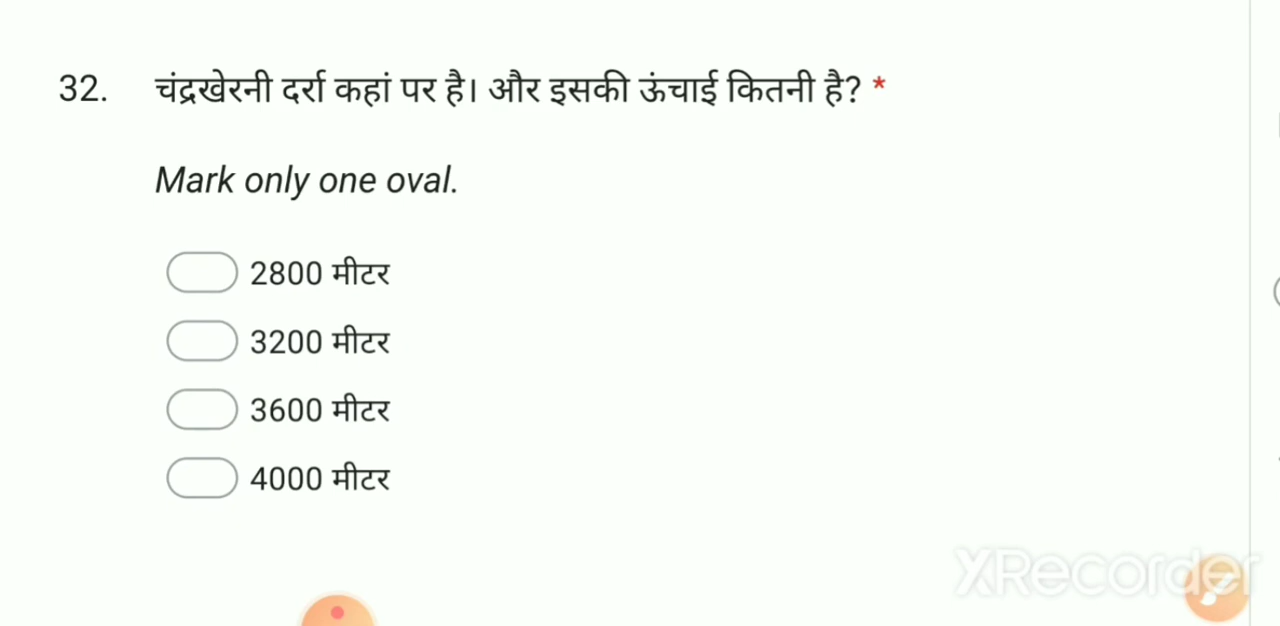 32. चंद्रखेरनी दर्रा कहां पर है। और इसकी ऊंचाई कितनी है? *
Mark only one oval.
2800 मीटर
3200 मीटर
3600 मीटर
4000 मीटर
XRecorder